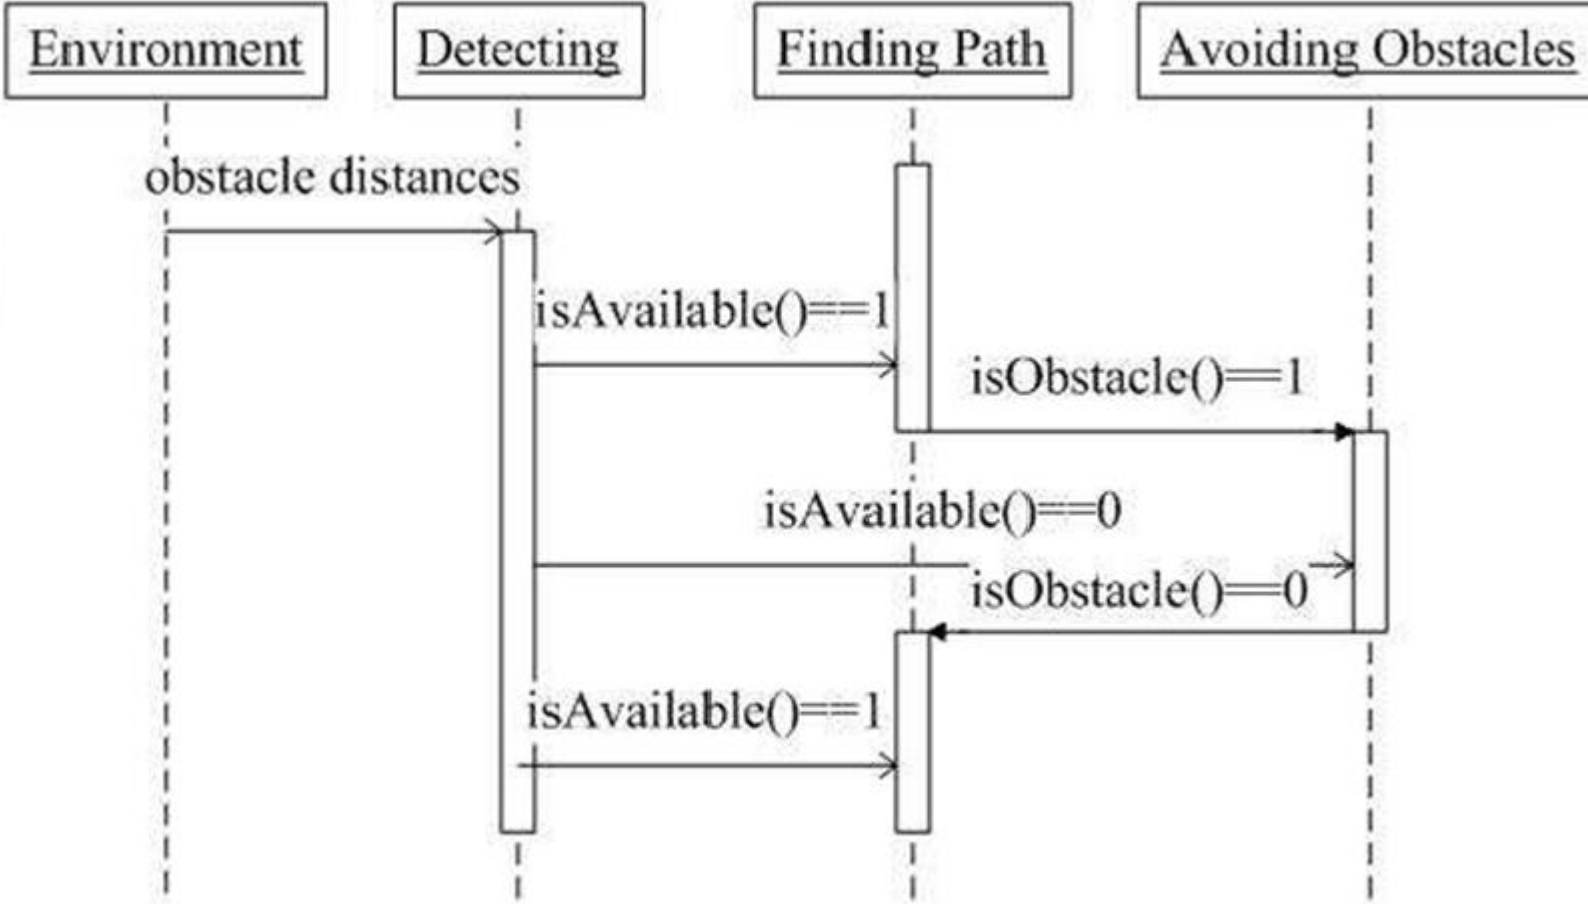 Environment
Detecting
Finding Path
Avoiding Obstacles
obstacle distances
isAvailable()==1
isObstacle()==1
isAvailable()==0
isObstacle()==0
isAvailable()==1